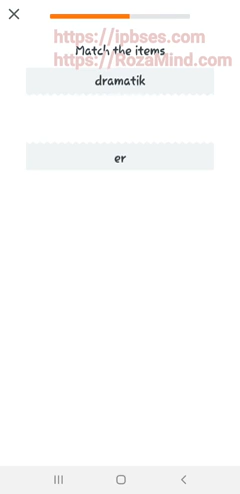 https://ipbses.com
Match the items
https://RozaMind.com
dramatik
er